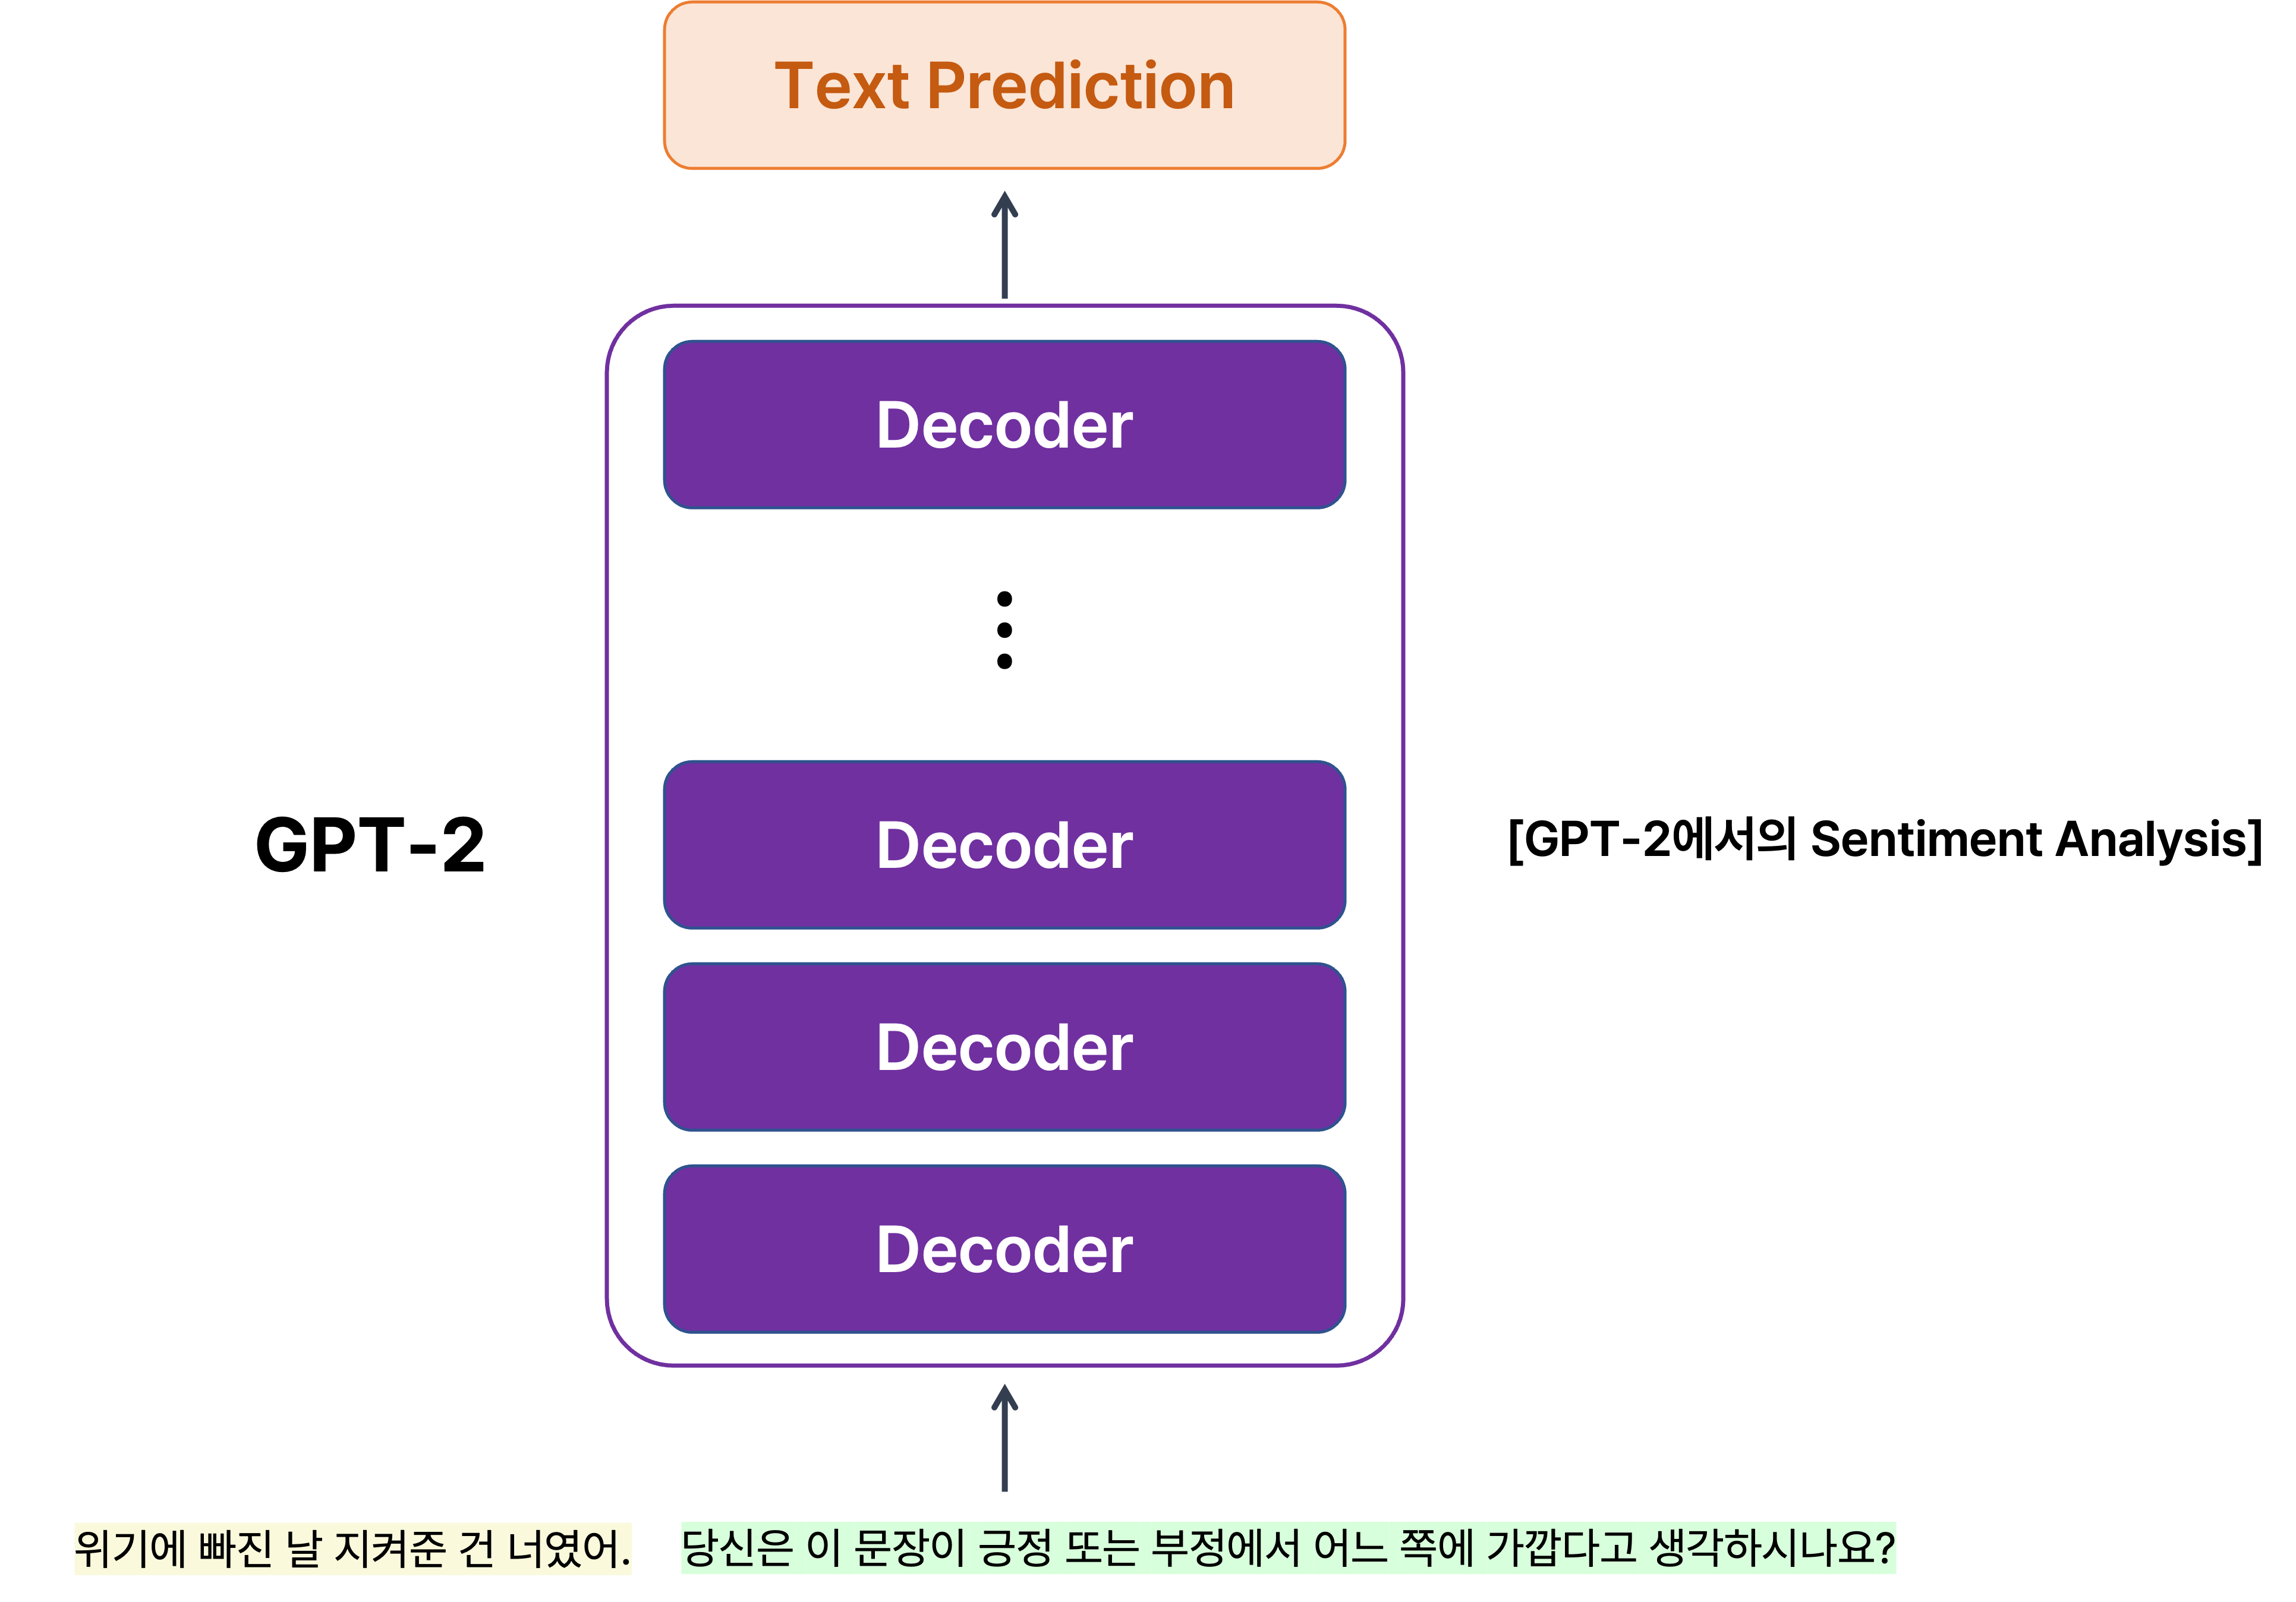 Text Prediction
Decoder
Decoder
GPT-2
[GPT-2에서의 Sentiment Analysis]
Decoder
Decoder
위기에 빠진 날 지켜준 건 너였어. 당신은 이 문장이 긍정 또는 부정에서 어느 쪽에 가깝다고 생각하시나요?